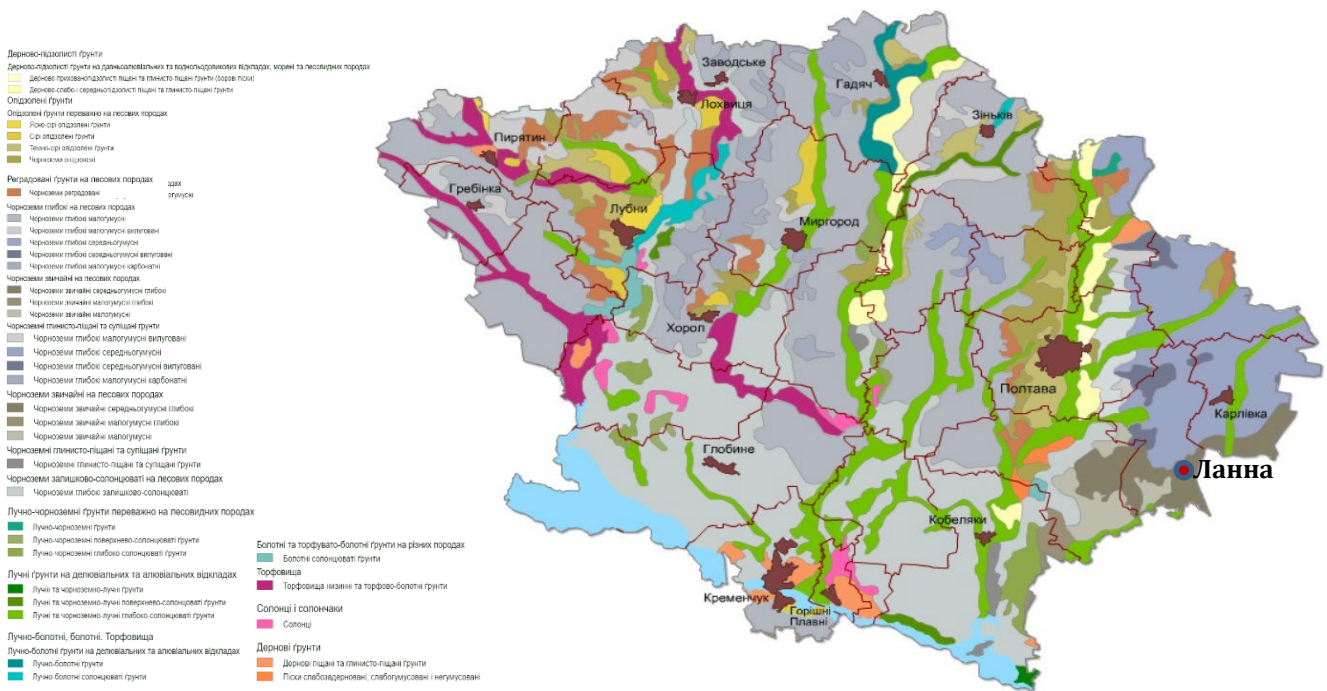 Дерново-підзолисті ґрунти
Дерново-підзолисті ґрунти на давньоалювіальних та воднольодовикових відкладах, морені та лесовидних породах
Дерново-прихованопідзолисті піщані та глинисто-піщані ґрунти (борові піски)
Дерново-слабо-і середньопідзолисті піщані та глинисто-піщані ґрунти
Опідзолені ґрунти
Опідзолені ґрунти переважно на лесових породах
Ясно-сірі опідзолені ґрунти
Сірі опідзолені ґрунти
Темно-сірі опідзолені ґрунти
Чорноземи опідзолені
Реградовані ґрунти на лесових породах
Чорноземи реградовані
Чорноземи глибокі на лесових породах
Чорноземи глибокі малогумусні
Чорноземи глибокі малогумусні вилуговані
Чорноземи глибокі середньогумусні
Чорноземи глибокі середньогумусні вилуговані
Чорноземи глибокі малогумусні карбонатні
Чорноземи звичайні на лесових породах
Чорноземи звичайні середньогумусні глибокі
Чорноземи звичайні малогумусні глибокі
Чорноземи звичайні малогумусні
Чорноземні глинисто-піщані та супіщані ґрунти
Чорноземи глибокі малогумусні вилуговані
Чорноземи глибокі середньогумусні
Чорноземи глибокі середньогумусні вилуговані
Чорноземи глибокі малогумусні карбонатні
Чорноземи звичайні на лесових породах
Чорноземи звичайні середньогумусні глибокі
Чорноземи звичайні малогумусні глибокі
Чорноземи звичайні малогумусні
Чорноземні глинисто-піщані та супіщані ґрунти
Чорноземи глинисто-піщані та супіщані ґрунти
Чорноземи залишково-солонцюваті на лесових породах
Чорноземи глибокі залишково-солонцюваті
Лучно-чорноземні ґрунти переважно на лесовидних породах
Лучно-чорноземні ґрунти
Лучно-чорноземні поверхнево-солонцюваті ґрунти
Лучно-чорноземні глибоко-солонцюваті ґрунти
Лучні ґрунти на делювіальних та алювіальних відкладах
Лучні та чорноземно-лучні ґрунти
Лучні та чорноземно-лучні поверхнево-солонцюваті ґрунти
Лучні та чорноземно-лучні глибоко-солонцюваті ґрунти
Лучно-болотні, болотні. Торфовища
Лучно-болотні ґрунти на делювіальних та алювіальних відкладах
Лучно-болотні ґрунти
Лучно болотні солонцюваті ґрунти
Болотні та торфувато-болотні ґрунти на різних породах
Болотні солонцюваті ґрунти
Торфовища
Торфовища низинні та торфово-болотні ґрунти
Солонці і солончаки
Солонці
Дернові ґрунти
Дернові піщані та глинисто-піщані ґрунти
Піски слабозадерновані, слабогумусовані і негумусовані
Заводське
Гадяч
Лохвиця
Зіньків
Пирятин
Гребінка
Лубни
Миргород
Хорол
Полтава
Карлівка
Глобине
Ланна
Кобеляки
Кременчук
Горішні
Плавні